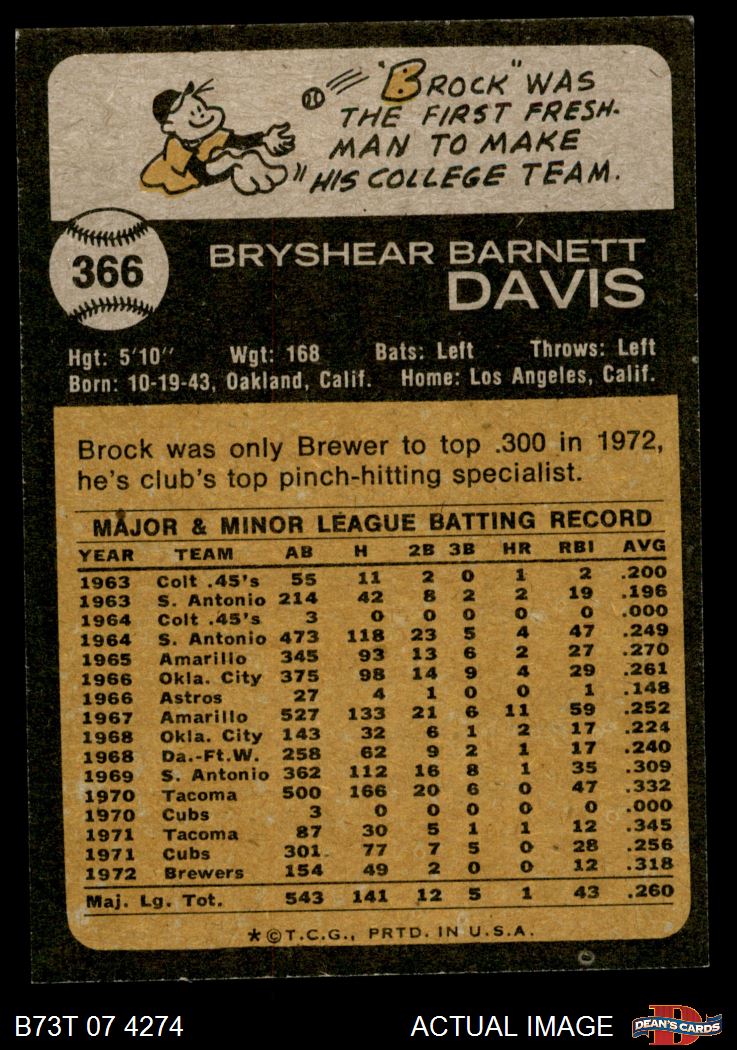 "BROCK" WAS
THE FIRST FRESH-
MAN TO MAKE
HIS COLLEGE TEAM.
366
BRYSHEAR BARNETT
DAVIS
Hgt: 5'10" Wgt: 168 Bats: Left Throws: Left
Born: 10-19-43, Oakland, Calif. Home: Los Angeles, Calif.
Brock was only Brewer to top .300 in 1972,
he's club's top pinch-hitting specialist.
MAJOR & MINOR LEAGUE BATTING RECORD
YEAR TEAM AB H 2B 3B HR RBI AVG
1963 Colt .45's 55 11 2 0 1 2 .200
1963 S. Antonio 214 42 8 2 2 19 .196
1964 Colt .45's 3 0 0 0 0 0 .000
1964 S. Antonio 473 118 23 5 4 47 .249
1965 Amarillo 345 93 13 6 2 27 .270
1966 Okla. City 375 98 14 9 4 29 .261
1966 Astros 27 4 1 0 0 1 .148
1967 Amarillo 527 133 21 6 11 59 .252
1968 Okla. City 143 32 6 1 2 17 .224
1968 Da.-Ft.W. 258 62 9 2 1 17 .240
1969 S. Antonio 362 112 16 8 1 35 .309
1970 Tacoma 500 166 20 6 0 47 .332
1970 Cubs 3 0 0 0 0 0 .000
1971 Tacoma 87 30 5 1 1 12 .345
1971 Cubs 301 77 7 5 0 28 .256
1972 Brewers 154 49 2 0 0 12 .318
Maj. Lg. Tot. 543 141 12 5 1 43 .260
*©T.C.G., PRTD. IN U.S.A.
B73T 07 4274 ACTUAL IMAGE
DEAN'S CARDS